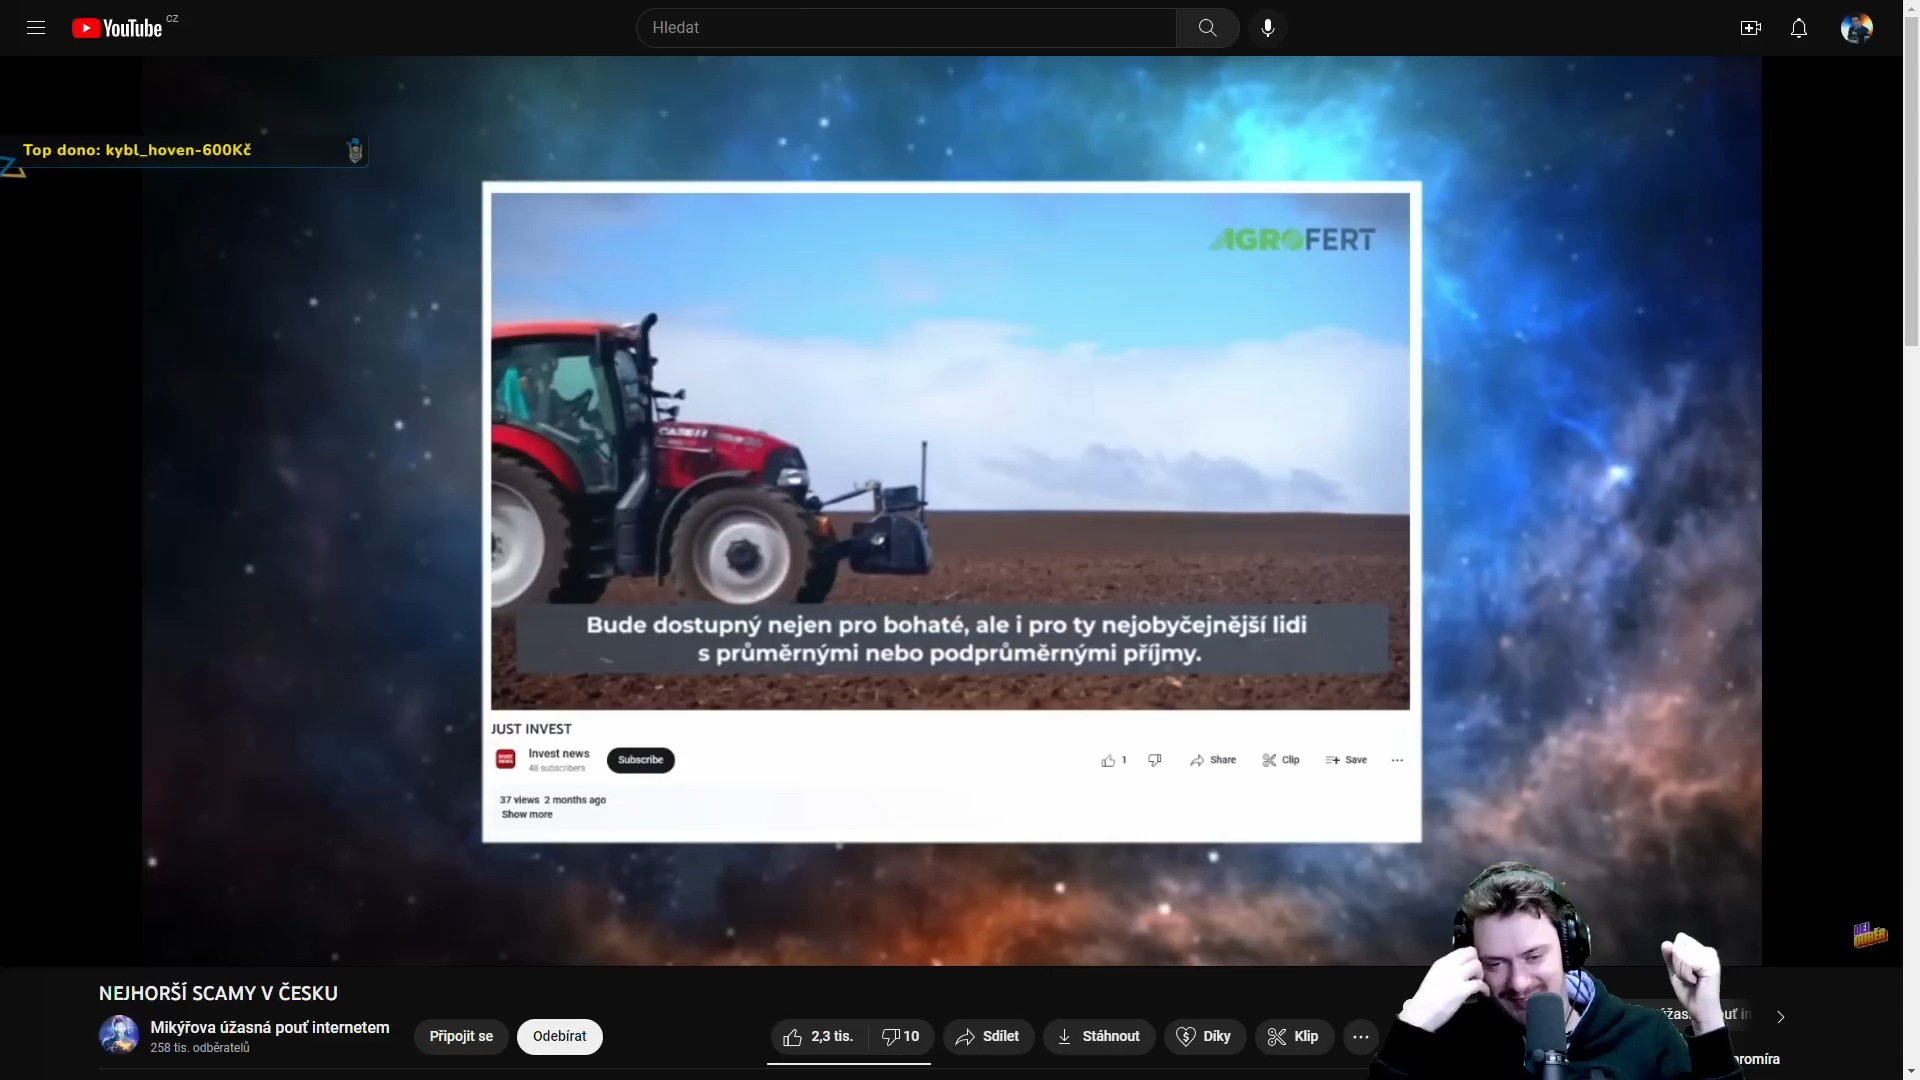 YouTube CZ
Hledat
Top dono: kybl_hoven-600Kč
AGROFERT
CASE IH
Bude dostupný nejen pro bohaté, ale i pro ty nejobyčejnější lidi
s průměrnými nebo podprůměrnými příjmy.
JUST INVEST
Invest news
48 subscribers
Subscribe
1
Share
Clip
Save
37 views 2 months ago
Show more
NEJHORŠÍ SCAMY V ČESKU
Mikýřova úžasná pouť internetem
258 tis. odběratelů
Připojit se
Odebírat
2,3 tis.
10
Sdílet
Stáhnout
Díky
Klip